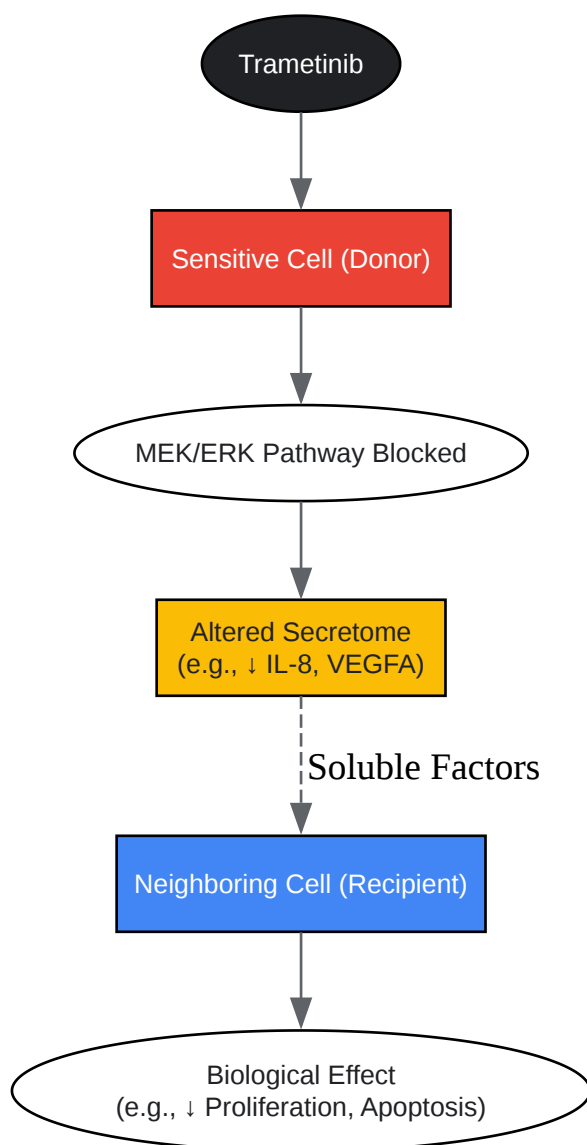 Trametinib
Sensitive Cell (Donor)
MEK/ERK Pathway Blocked
Altered Secretome
(e.g., ↓ IL-8, VEGFA)
Soluble Factors
Neighboring Cell (Recipient)
Biological Effect
(e.g., ↓ Proliferation, Apoptosis)